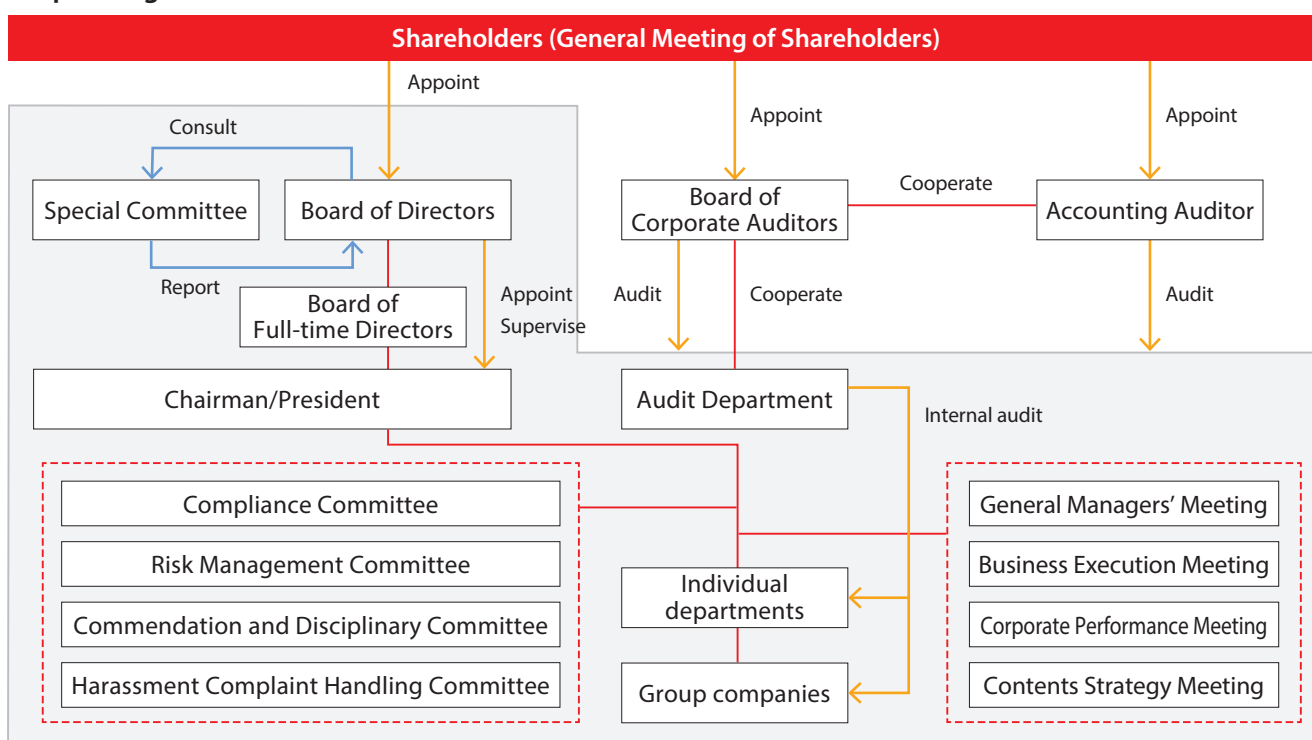 Shareholders (General Meeting of Shareholders)
Appoint
Appoint
Appoint
Consult
Special Committee
Board of Directors
Board of
Corporate Auditors
Cooperate
Accounting Auditor
Report
Board of
Full-time Directors
Appoint
Supervise
Audit
Cooperate
Audit
Chairman/President
Audit Department
Internal audit
Compliance Committee
Risk Management Committee
Commendation and Disciplinary Committee
Harassment Complaint Handling Committee
Individual
departments
Group companies
General Managers’ Meeting
Business Execution Meeting
Corporate Performance Meeting
Contents Strategy Meeting